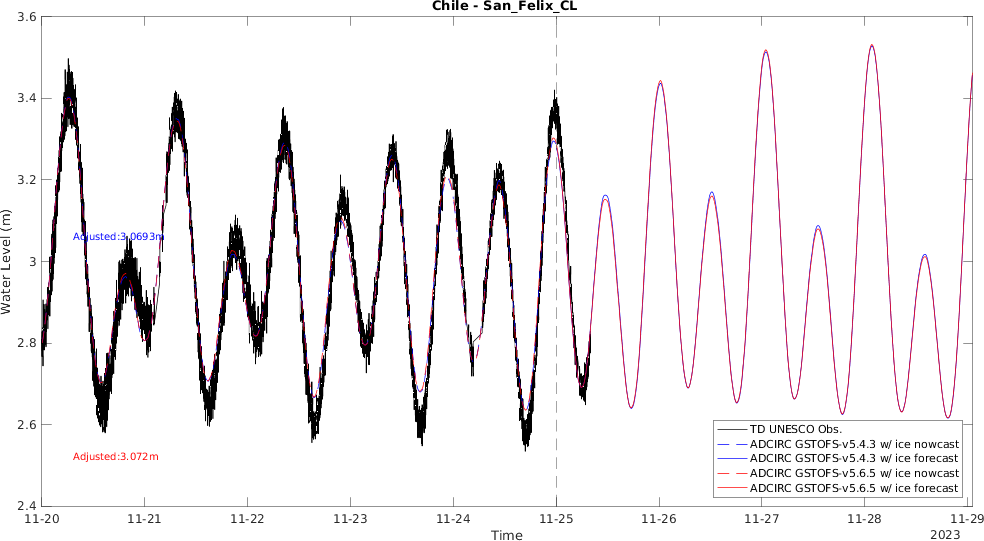 Chile - San_Felix_CL
3.6
3.4
3.2
3
2.8
2.6
2.4
Water Level (m)
Adjusted:3.0693m
Adjusted:3.072m
TD UNESCO Obs.
ADCIRC GSTOFS-v5.4.3 w/ ice nowcast
ADCIRC GSTOFS-v5.4.3 w/ ice forecast
ADCIRC GSTOFS-v5.6.5 w/ ice nowcast
ADCIRC GSTOFS-v5.6.5 w/ ice forecast
11-20 11-21 11-22 11-23 11-24 11-25 11-26 11-27 11-28 11-29
Time
2023